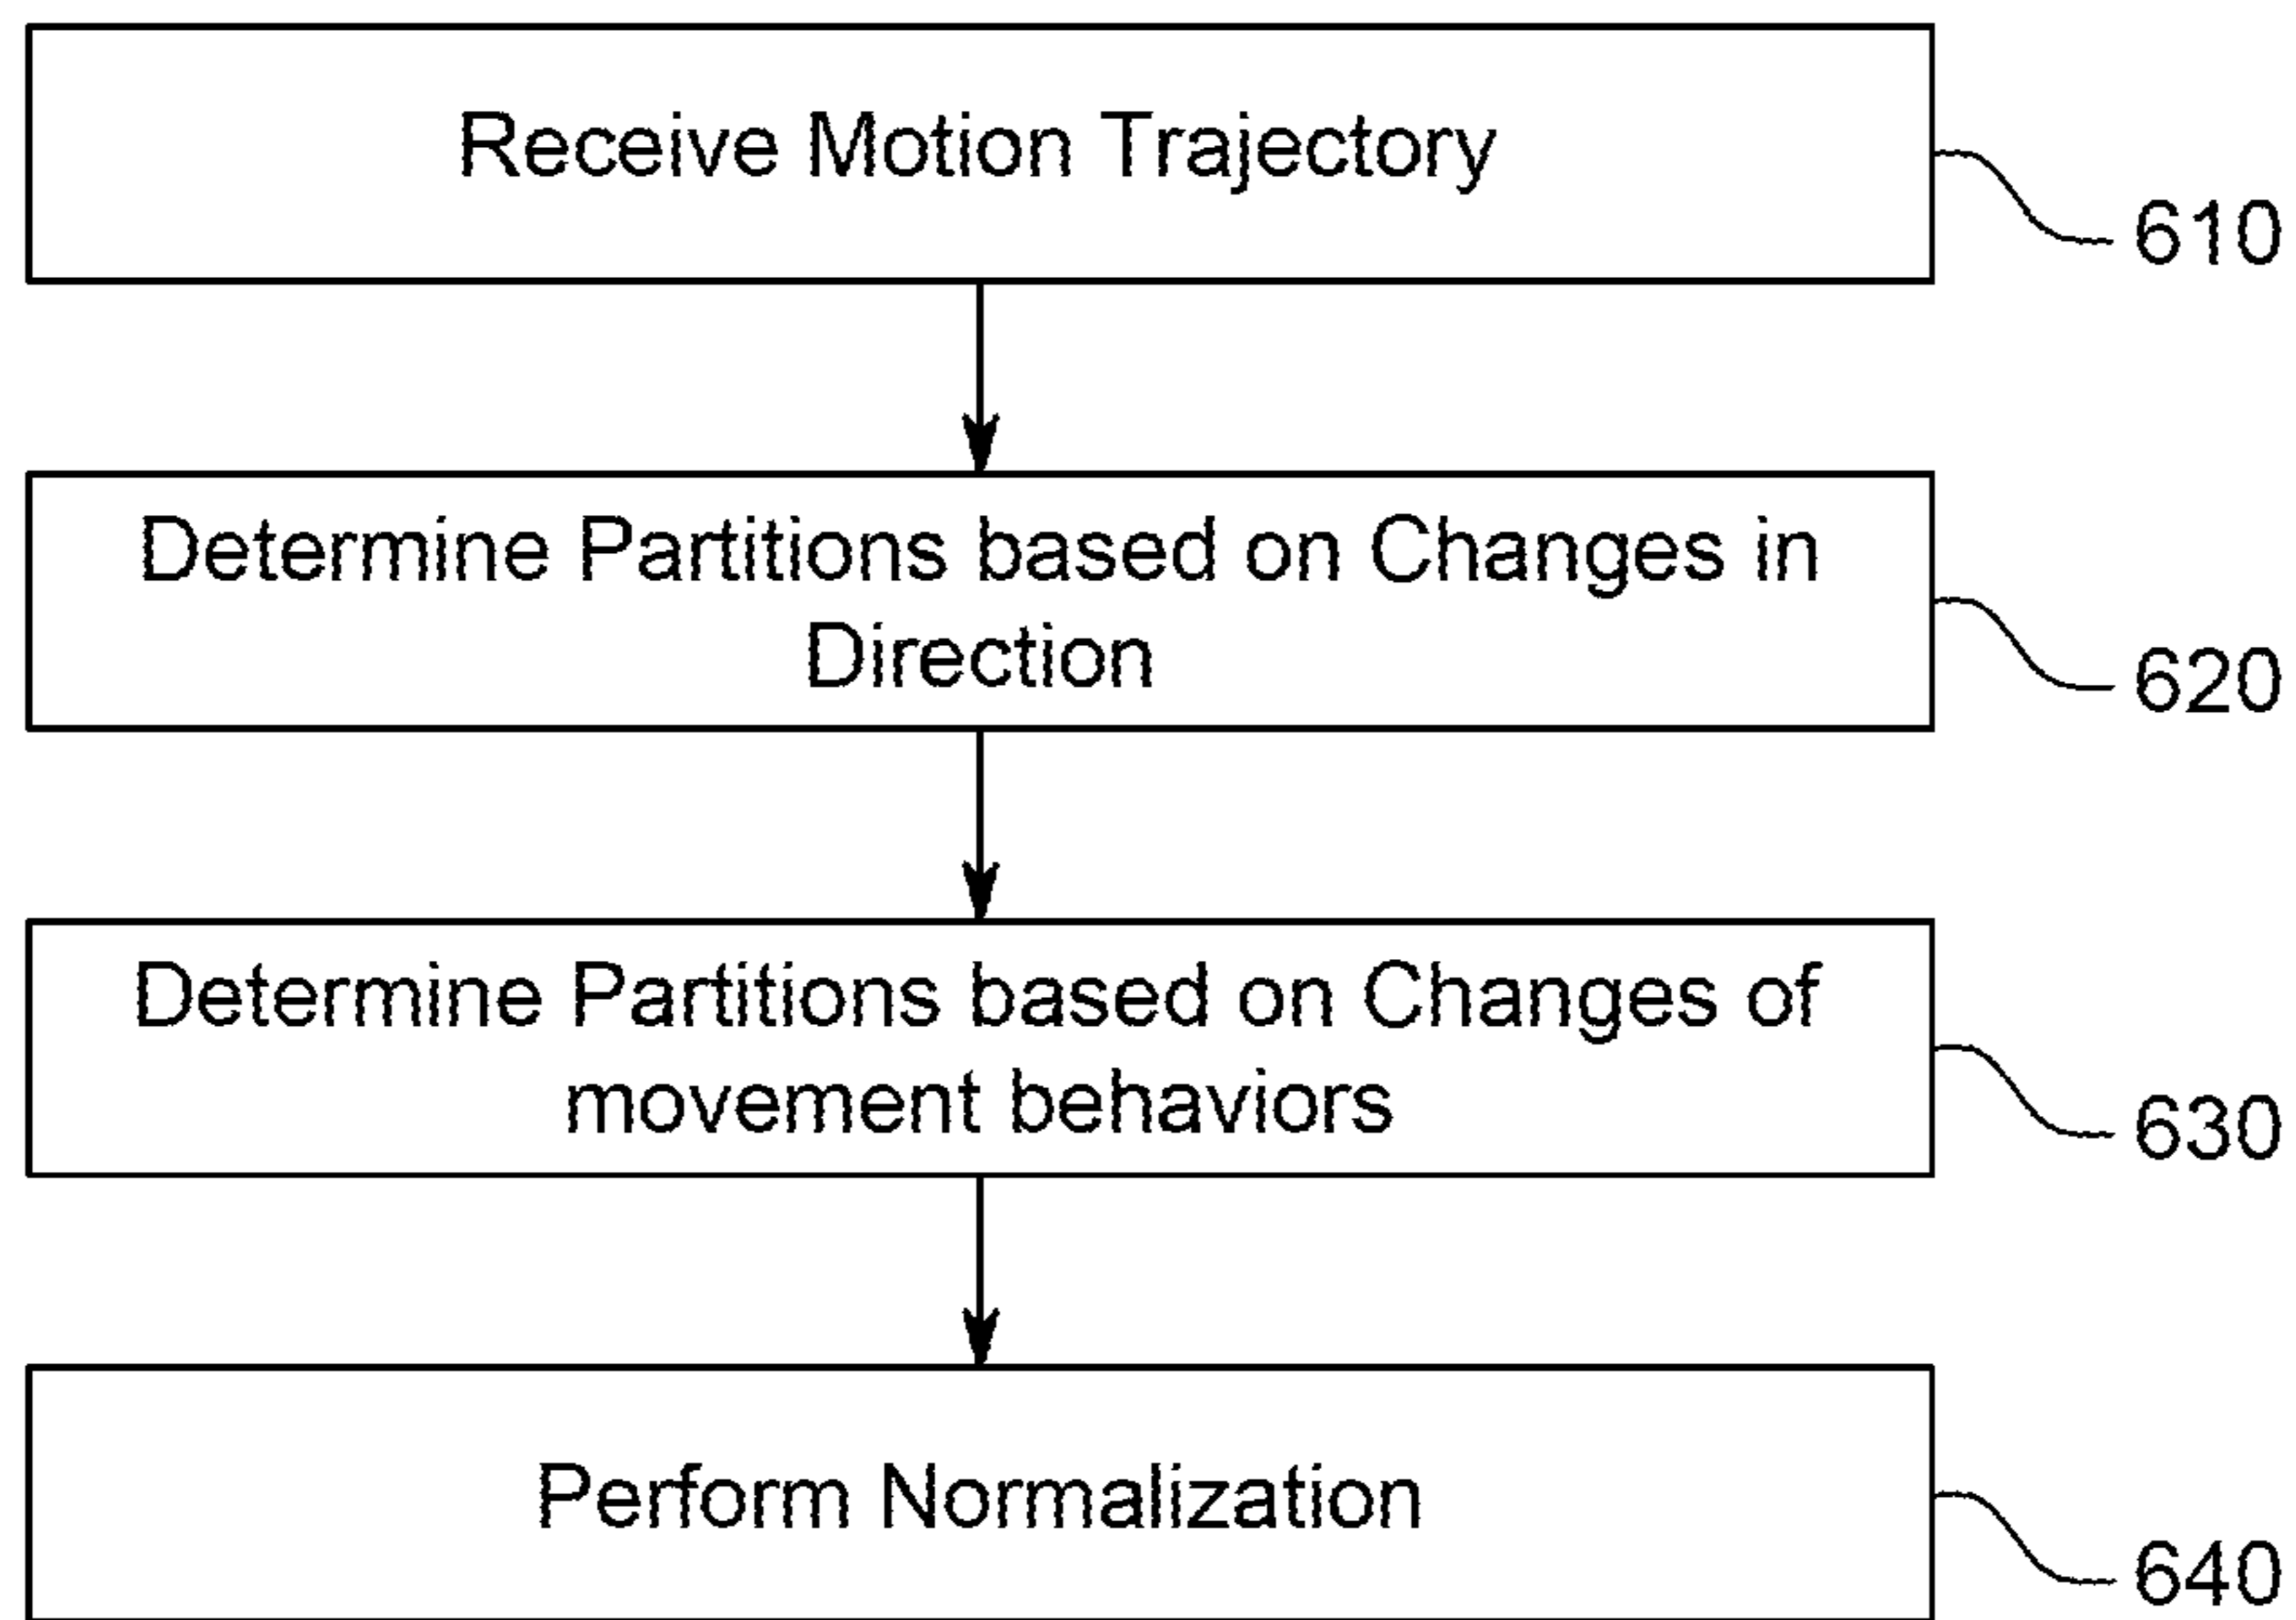 Receive Motion Trajectory
610
Determine Partitions based on Changes in
Direction
620
Determine Partitions based on Changes of
movement behaviors
630
Perform Normalization
640